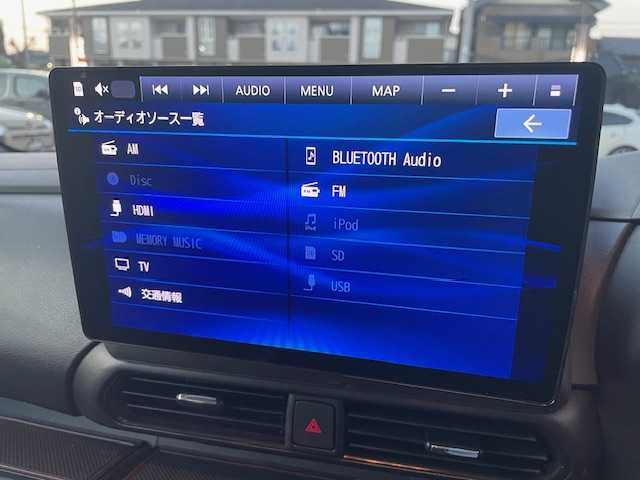 AUDIO MENU MAP − +
オーディオソース一覧
AM
Disc
HDMI
MEMORY MUSIC
TV
交通情報
BLUETOOTH Audio
FM
iPod
SD
USB